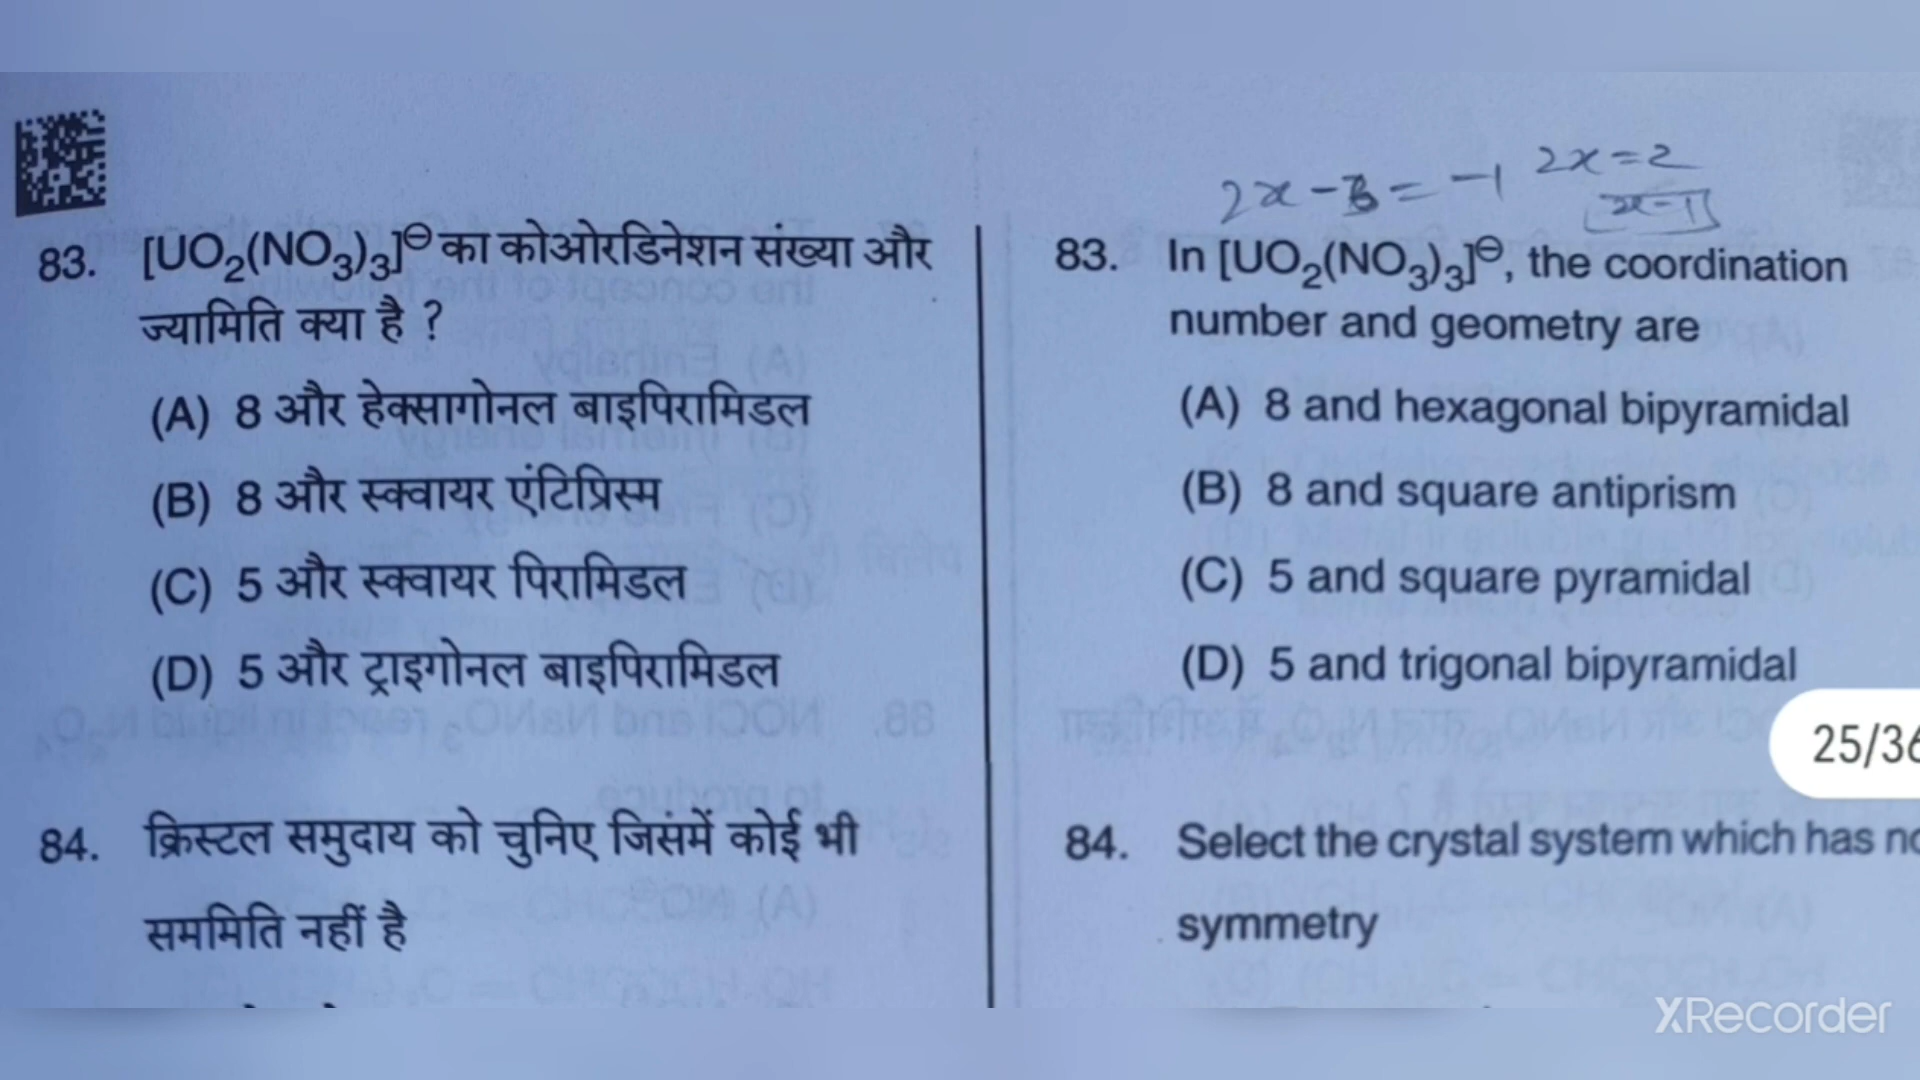 83. [UO₂(NO₃)₃]⊖ का कोओरडिनेशन संख्या और
ज्यामिति क्या है ?
(A) 8 और हेक्सागोनल बाइपिरामिडल
(B) 8 और स्क्वायर एंटिप्रिस्म
(C) 5 और स्क्वायर पिरामिडल
(D) 5 और ट्राइगोनल बाइपिरामिडल
84. क्रिस्टल समुदाय को चुनिए जिसमें कोई भी
सममिति नहीं है
2x - 3 = -1 2x = 2
x - 1
83. In [UO₂(NO₃)₃]⊖, the coordination
number and geometry are
(A) 8 and hexagonal bipyramidal
(B) 8 and square antiprism
(C) 5 and square pyramidal
(D) 5 and trigonal bipyramidal
25/36
84. Select the crystal system which has no
symmetry
XRecorder